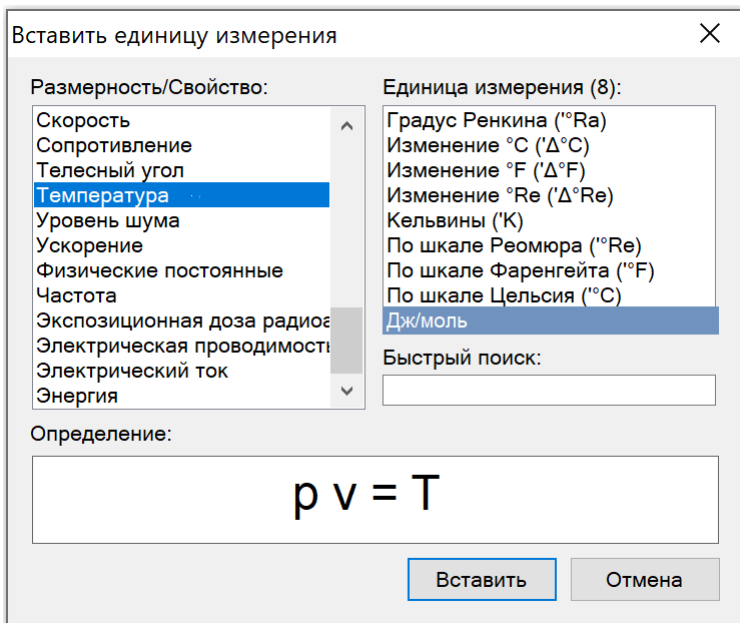 Вставить единицу измерения
Размерность/Свойство:
Скорость
Сопротивление
Телесный угол
Температура
Уровень шума
Ускорение
Физические постоянные
Частота
Экспозиционная доза радиоа
Электрическая проводимость
Электрический ток
Энергия
Единица измерения (8):
Градус Ренкина ('°Ra)
Изменение °C ('Δ°C)
Изменение °F ('Δ°F)
Изменение °Re ('Δ°Re)
Кельвины ('K)
По шкале Реомюра ('°Re)
По шкале Фаренгейта ('°F)
По шкале Цельсия ('°C)
Дж/моль
Быстрый поиск:
Определение:
p v = T
Вставить
Отмена